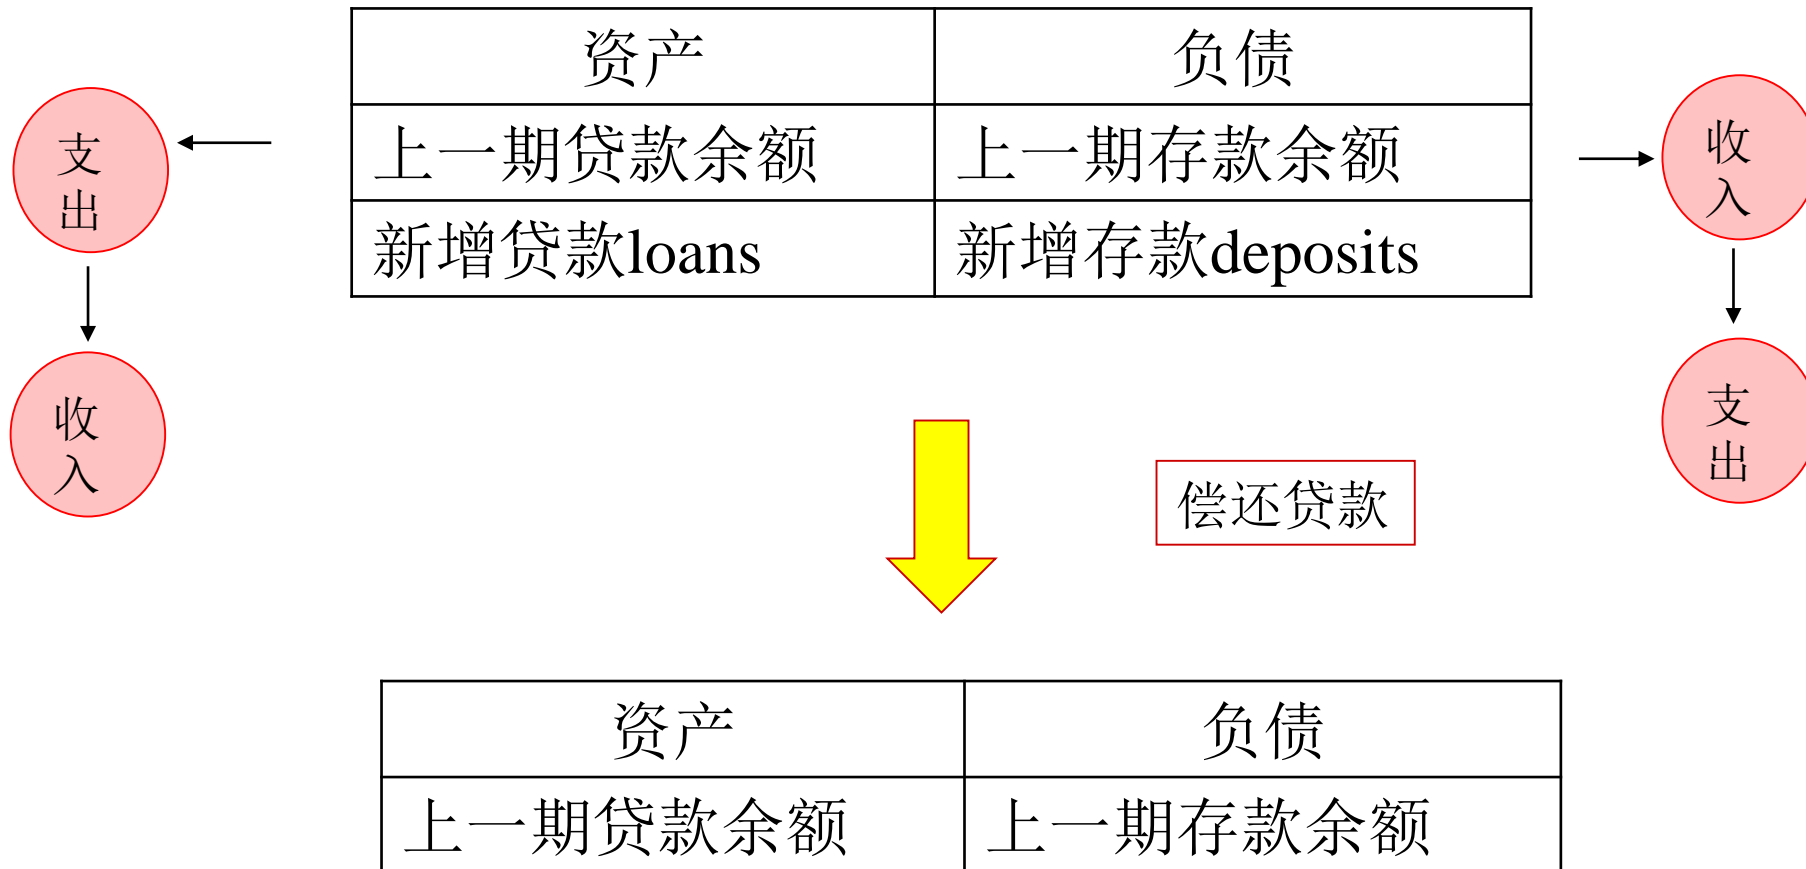 资产 负债
上一期贷款余额 上一期存款余额
新增贷款loans 新增存款deposits
支
出
收
入
收
入
支
出
偿还贷款
资产 负债
上一期贷款余额 上一期存款余额